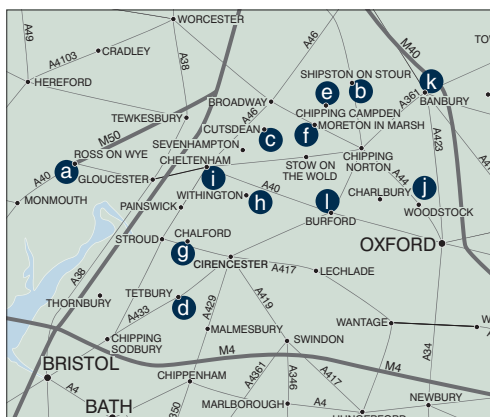 WORCESTER
A49
A4103
CRADLEY
A38
A46
M40
HEREFORD
SHIPSTON ON STOUR
k
e
b
A361
BANBURY
BROADWAY
CHIPPING CAMPDEN
TEWKESBURY
A46
M50
CUTSDEAN
c
f
MORETON IN MARSH
A423
SEVENHAMPTON
ROSS ON WYE
a
CHELTENHAM
STOW ON
THE WOLD
CHIPPING
NORTON
A40
GLOUCESTER
i
A44
j
MONMOUTH
WITHINGTON
h
A40
l
CHARLBURY
PAINSWICK
WOODSTOCK
BURFORD
STROUD
CHALFORD
g
OXFORD
CIRENCESTER
A417
LECHLADE
A38
TETBURY
d
THORNBURY
A433
A429
A419
WANTAGE
W
CHIPPING
SODBURY
MALMESBURY
SWINDON
A34
BRISTOL
M4
M4
A4
CHIPPENHAM
A4361
A346
A417
BATH
A350
MARLBOROUGH
A4
NEWBURY
HUNGERFORD